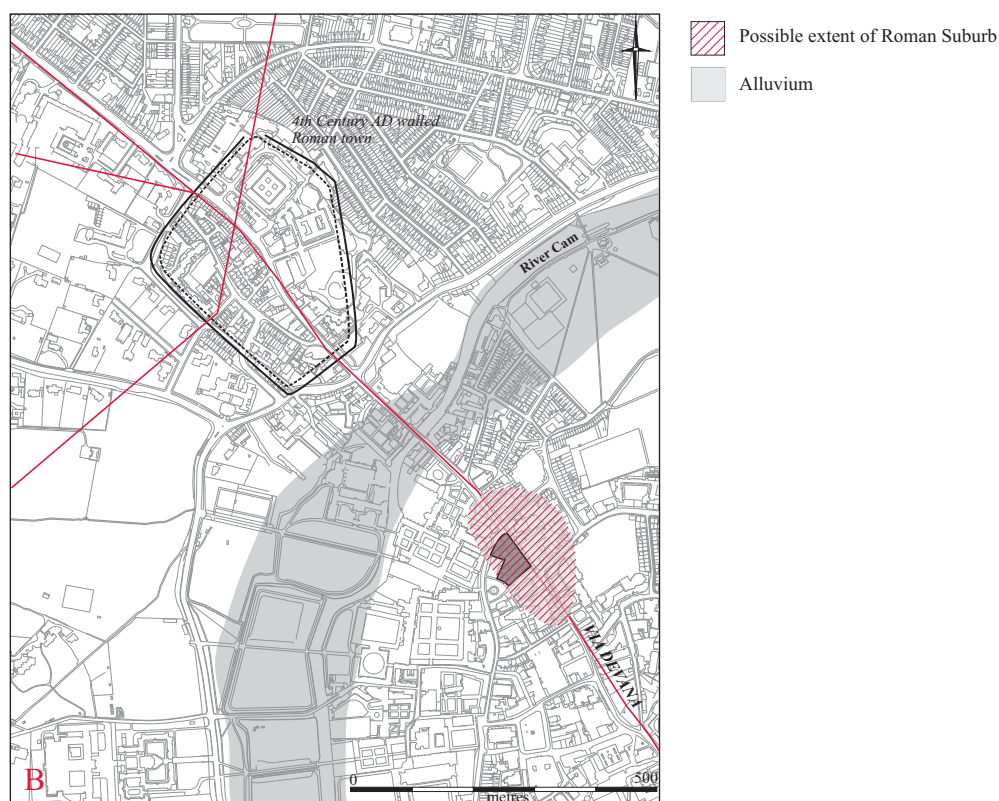 Possible extent of Roman Suburb
Alluvium
4th Century AD walled
Roman town
River Cam
VIA DEVANA
B
0
500
metres